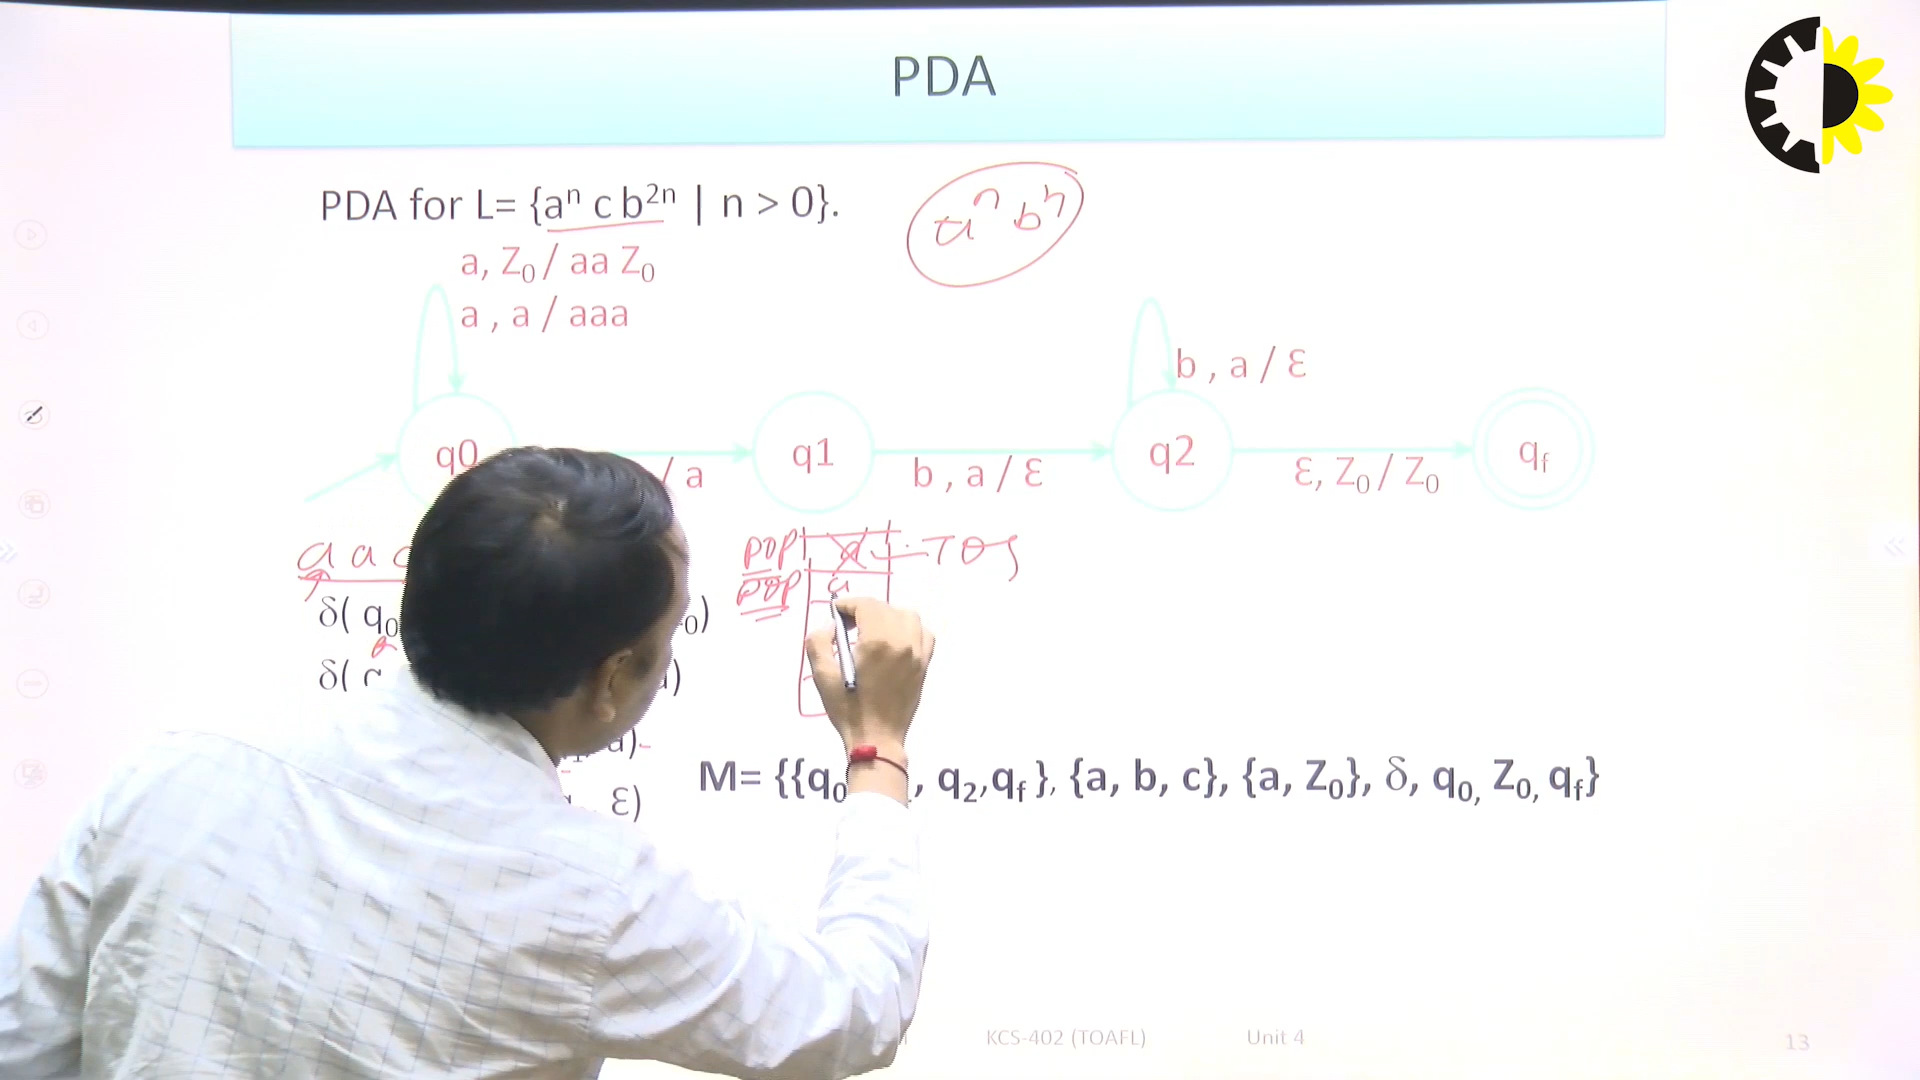 PDA
PDA for L= {aⁿ c b²ⁿ | n > 0}.
aⁿ bⁿ
a, Z₀ / aa Z₀
a , a / aaa
b , a / Ɛ
q0
/ a
q1
b , a / Ɛ
q2
Ɛ, Z₀ / Z₀
q_f
a a c
POP
a
TOS
POP
a
δ( q₀
₀)
δ(
)
a)
Ɛ)
M= {{q₀ , q₂,q_f }, {a, b, c}, {a, Z₀}, δ, q₀, Z₀, q_f}
KCS-402 (TOAFL)
Unit 4
13